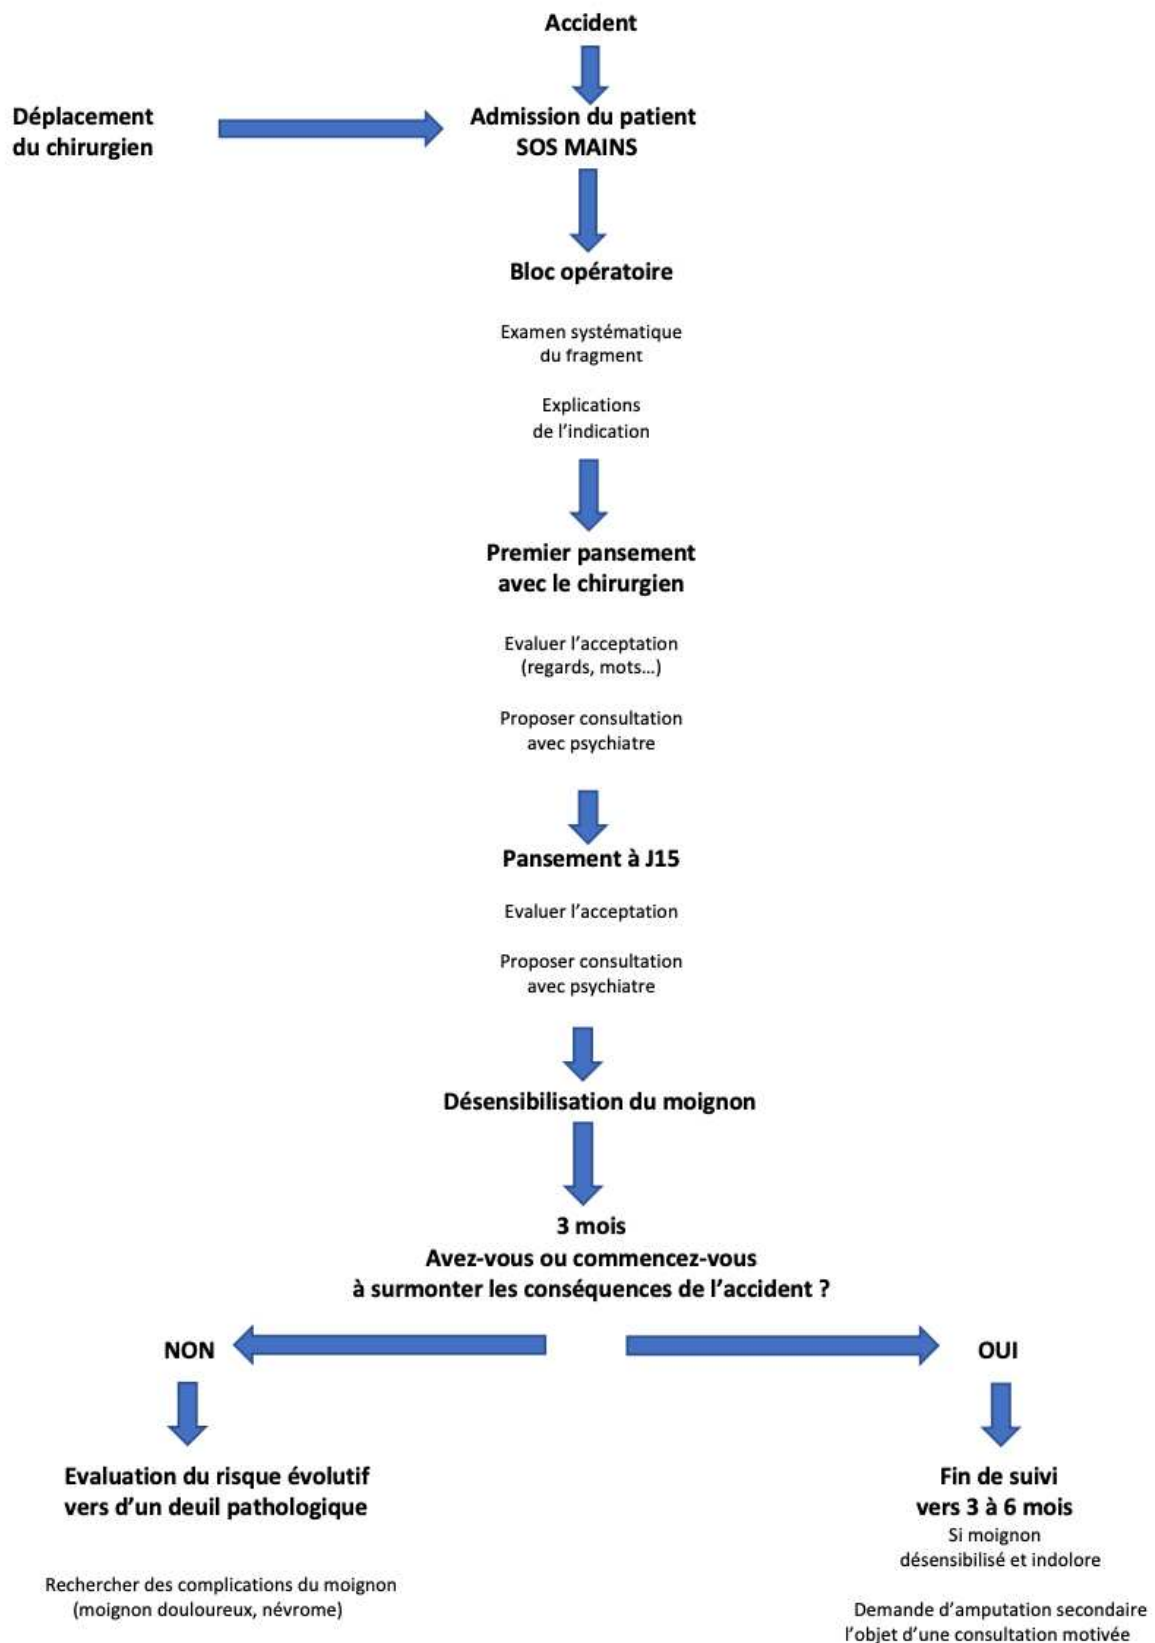 Accident
Déplacement
du chirurgien
Admission du patient
SOS MAINS
Bloc opératoire
Examen systématique
du fragment
Explications
de l'indication
Premier pansement
avec le chirurgien
Evaluer l'acceptation
(regards, mots...)
Proposer consultation
avec psychiatre
Pansement à J15
Evaluer l'acceptation
Proposer consultation
avec psychiatre
Désensibilisation du moignon
3 mois
Avez-vous ou commencez-vous
à surmonter les conséquences de l'accident ?
NON
OUI
Evaluation du risque évolutif
vers d'un deuil pathologique
Rechercher des complications du moignon
(moignon douloureux, névrome)
Fin de suivi
vers 3 à 6 mois
Si moignon
désensibilisé et indolore
Demande d'amputation secondaire
l'objet d'une consultation motivée